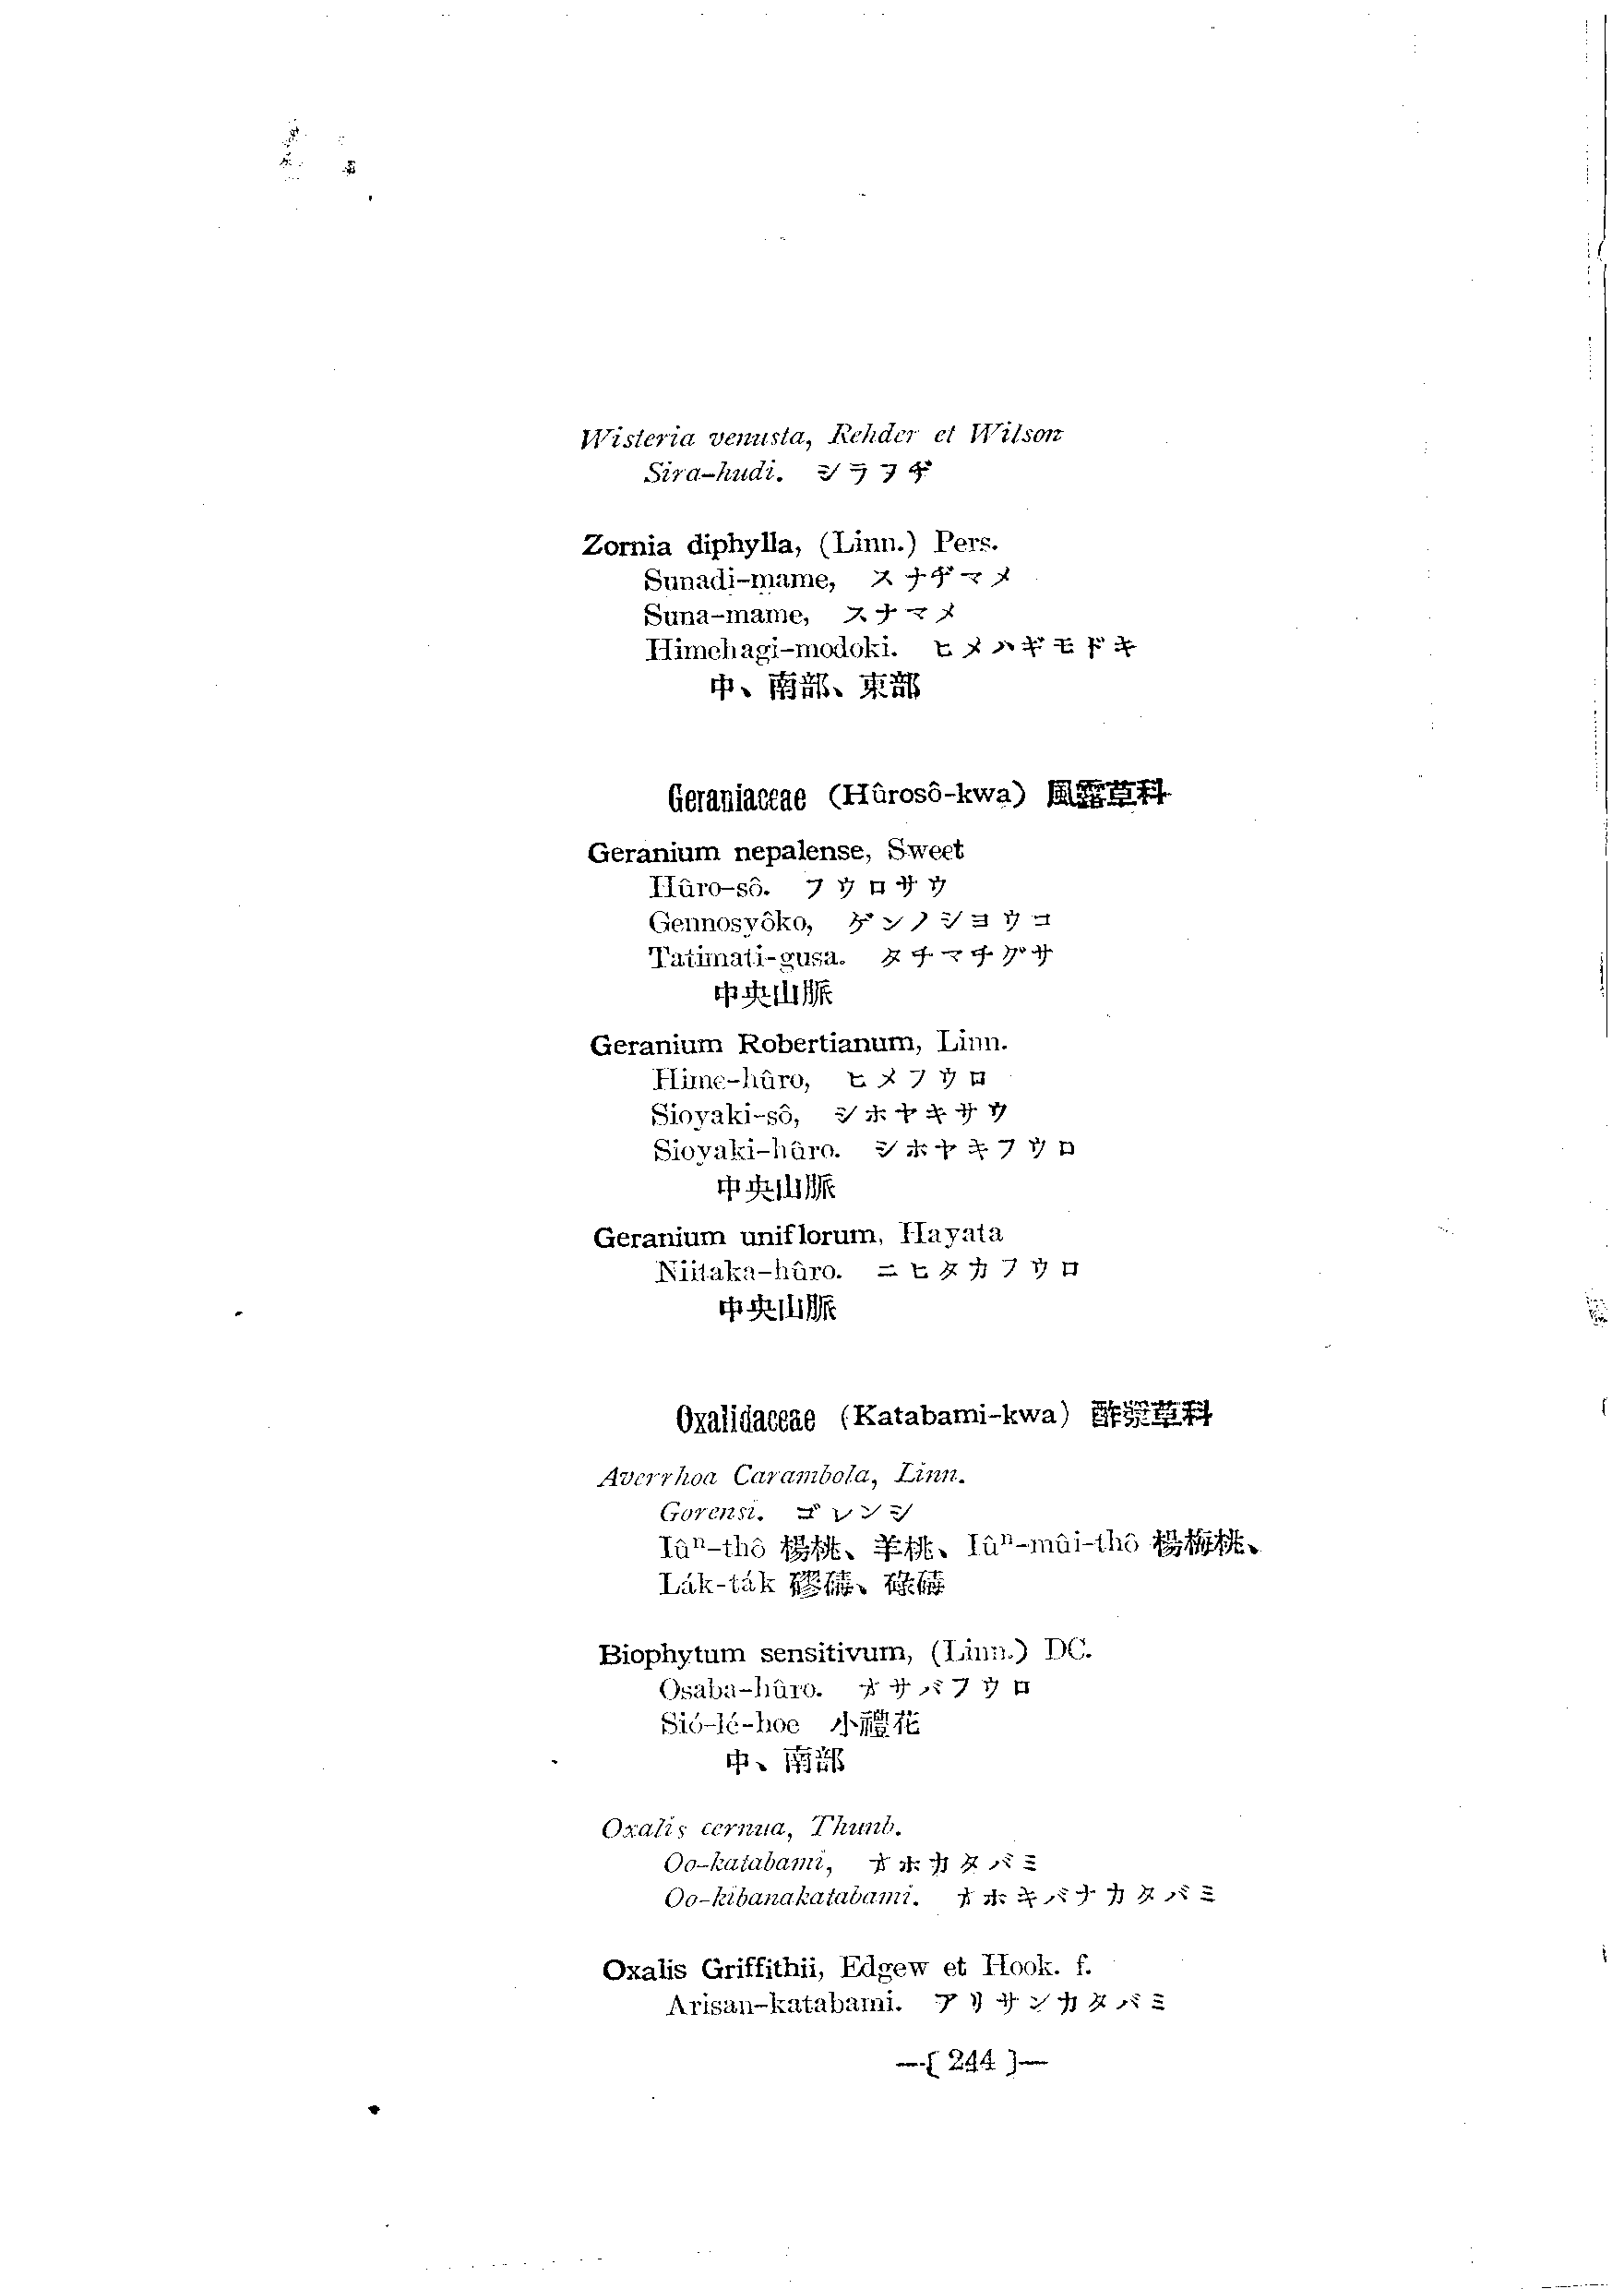 Wisteria venusta, Rehder et Wilson
Sira-hudi. シラフヂ
Zornia diphylla, (Linn.) Pers.
Sunadi-mame, スナヂマメ
Suna-mame, スナマメ
Himehagi-modoki. ヒメハギモドキ
中、南部、東部
Geraniaceae (Hûrosô-kwa) 風露草科
Geranium nepalense, Sweet
Hûro-sô. フウロサウ
Gennosyôko, ゲンノシヨウコ
Tatimati-gusa. タチマチグサ
中央山脈
Geranium Robertianum, Linn.
Hime-hûro, ヒメフウロ
Sioyaki-sô, シホヤキサウ
Sioyaki-hûro. シホヤキフウロ
中央山脈
Geranium uniflorum, Hayata
Niitaka-hûro. ニヒタカフウロ
中央山脈
Oxalidaceae (Katabami-kwa) 酢漿草科
Averrhoa Carambola, Linn.
Gorensi. ゴレンシ
Iûⁿ-thô 楊桃、羊桃、Iûⁿ-mûi-thô 楊梅桃、
Lák-ták 磟碡、碌碡
Biophytum sensitivum, (Linn.) DC.
Osaba-hûro. オサバフウロ
Sió-lé-hoe 小禮花
中、南部
Oxalis cernua, Thunb.
Oo-katabami, オホカタバミ
Oo-kibanakatabami. オホキバナカタバミ
Oxalis Griffithii, Edgew et Hook. f.
Arisan-katabami. アリサンカタバミ
—( 244 )—